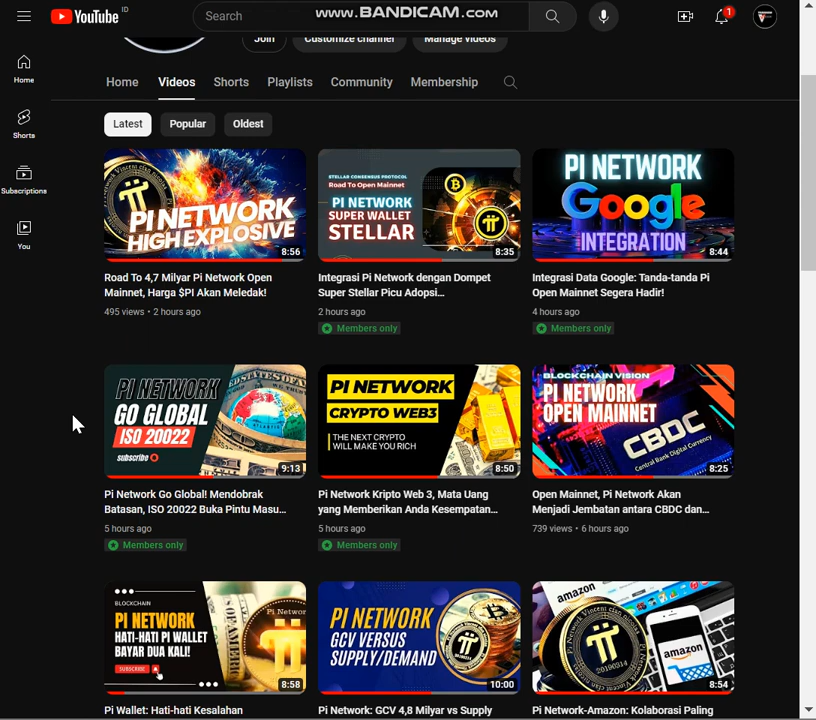 YouTube ID
Search
www.BANDICAM.com
1
Join
Customize channel
Manage videos
Home
Shorts
Subscriptions
You
Home
Videos
Shorts
Playlists
Community
Membership
Latest
Popular
Oldest
PI NETWORK
HIGH EXPLOSIVE
8:56
STELLAR CONSENSUS PROTOCOL
Road To Open Mainnet
PI NETWORK
SUPER WALLET
STELLAR
8:35
PI NETWORK
Google
INTEGRATION
8:44
Road To 4,7 Milyar Pi Network Open
Mainnet, Harga $PI Akan Meledak!
495 views • 2 hours ago
Integrasi Pi Network dengan Dompet
Super Stellar Picu Adopsi...
2 hours ago
Members only
Integrasi Data Google: Tanda-tanda Pi
Open Mainnet Segera Hadir!
4 hours ago
Members only
PI NETWORK
GO GLOBAL
ISO 20022
subscribe
9:13
PI NETWORK
CRYPTO WEB3
THE NEXT CRYPTO
WILL MAKE YOU RICH
8:50
BLOCKCHAIN VISION
PI NETWORK
OPEN MAINNET
CBDC
Central Bank Digital Currency
8:25
Pi Network Go Global! Mendobrak
Batasan, ISO 20022 Buka Pintu Masu...
5 hours ago
Members only
Pi Network Kripto Web 3, Mata Uang
yang Memberikan Anda Kesempatan...
5 hours ago
Members only
Open Mainnet, Pi Network Akan
Menjadi Jembatan antara CBDC dan...
739 views • 6 hours ago
BLOCKCHAIN
PI NETWORK
HATI-HATI PI WALLET
BAYAR DUA KALI!
SUBSCRIBE
8:58
PI NETWORK
GCV VERSUS
SUPPLY/DEMAND
10:00
amazon
amazon
20190314
8:54
Pi Wallet: Hati-hati Kesalahan
Pi Network: GCV 4,8 Milyar vs Supply
Pi Network-Amazon: Kolaborasi Paling